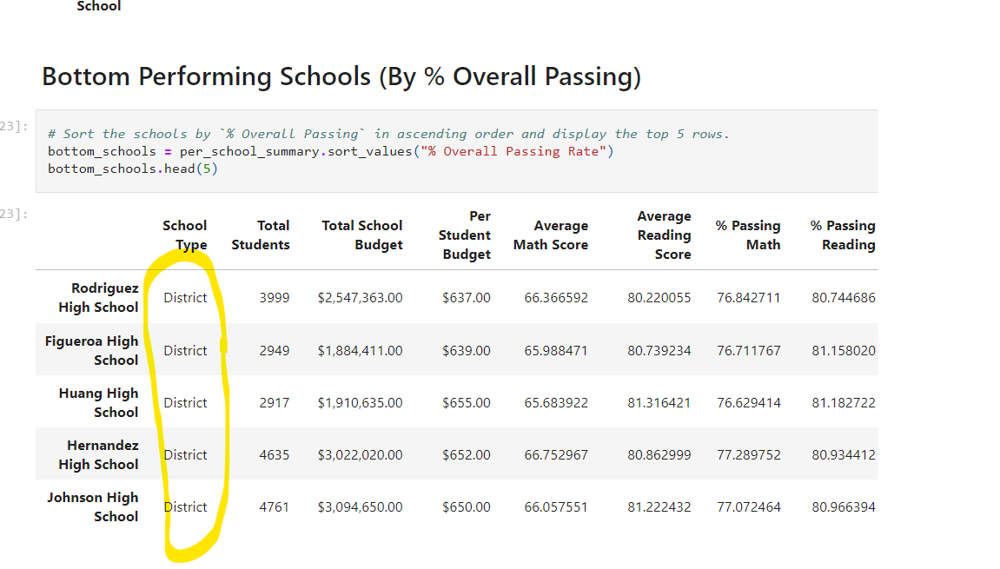 School
Bottom Performing Schools (By % Overall Passing)
23]:
# Sort the schools by `% Overall Passing` in ascending order and display the top 5 rows.
bottom_schools = per_school_summary.sort_values("% Overall Passing Rate")
bottom_schools.head(5)
23]:
School Type Total Students Total School Budget Per Student Budget Average Math Score Average Reading Score % Passing Math % Passing Reading
Rodriguez High School District 3999 $2,547,363.00 $637.00 66.366592 80.220055 76.842711 80.744686
Figueroa High School District 2949 $1,884,411.00 $639.00 65.988471 80.739234 76.711767 81.158020
Huang High School District 2917 $1,910,635.00 $655.00 65.683922 81.316421 76.629414 81.182722
Hernandez High School District 4635 $3,022,020.00 $652.00 66.752967 80.862999 77.289752 80.934412
Johnson High School District 4761 $3,094,650.00 $650.00 66.057551 81.222432 77.072464 80.966394